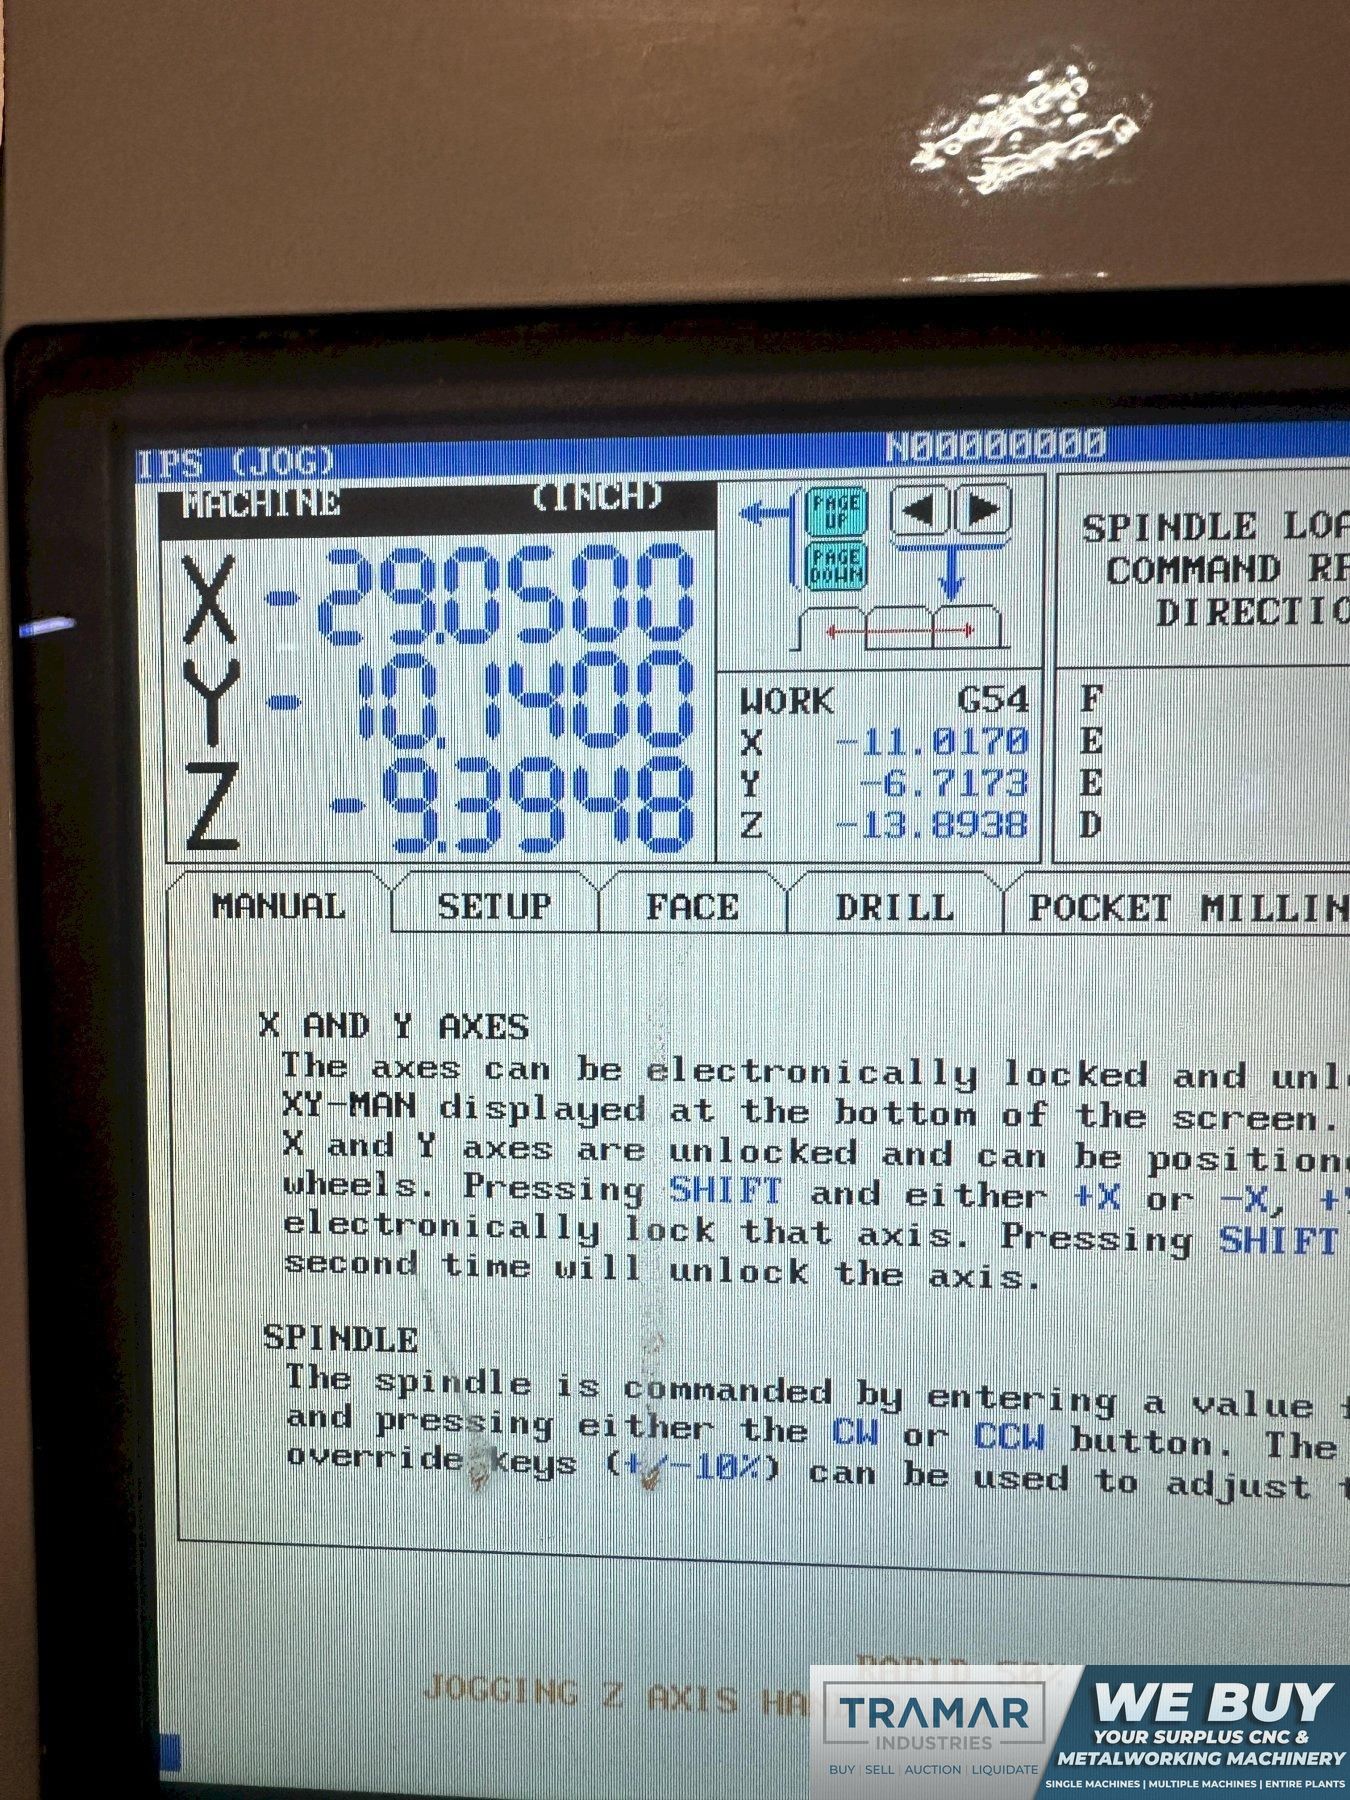 IPS (JOG)
N00000000
MACHINE (INCH)
X -29.0500
Y -10.1400
Z -9.3948
PAGE UP
PAGE DOWN
WORK G54
X -11.0170
Y -6.7173
Z -13.8938
SPINDLE LOA
COMMAND RP
DIRECTIO
F
E
E
D
MANUAL SETUP FACE DRILL POCKET MILLIN
X AND Y AXES
The axes can be electronically locked and unl
XY-MAN displayed at the bottom of the screen.
X and Y axes are unlocked and can be position
wheels. Pressing SHIFT and either +X or -X, +
electronically lock that axis. Pressing SHIFT
second time will unlock the axis.
SPINDLE
The spindle is commanded by entering a value
and pressing either the CW or CCW button. The
override keys (+/-10%) can be used to adjust
RAPID 50%
JOGGING Z AXIS HAN
TRAMAR
INDUSTRIES
BUY | SELL | AUCTION | LIQUIDATE
WE BUY
YOUR SURPLUS CNC &
METALWORKING MACHINERY
SINGLE MACHINES | MULTIPLE MACHINES | ENTIRE PLANTS